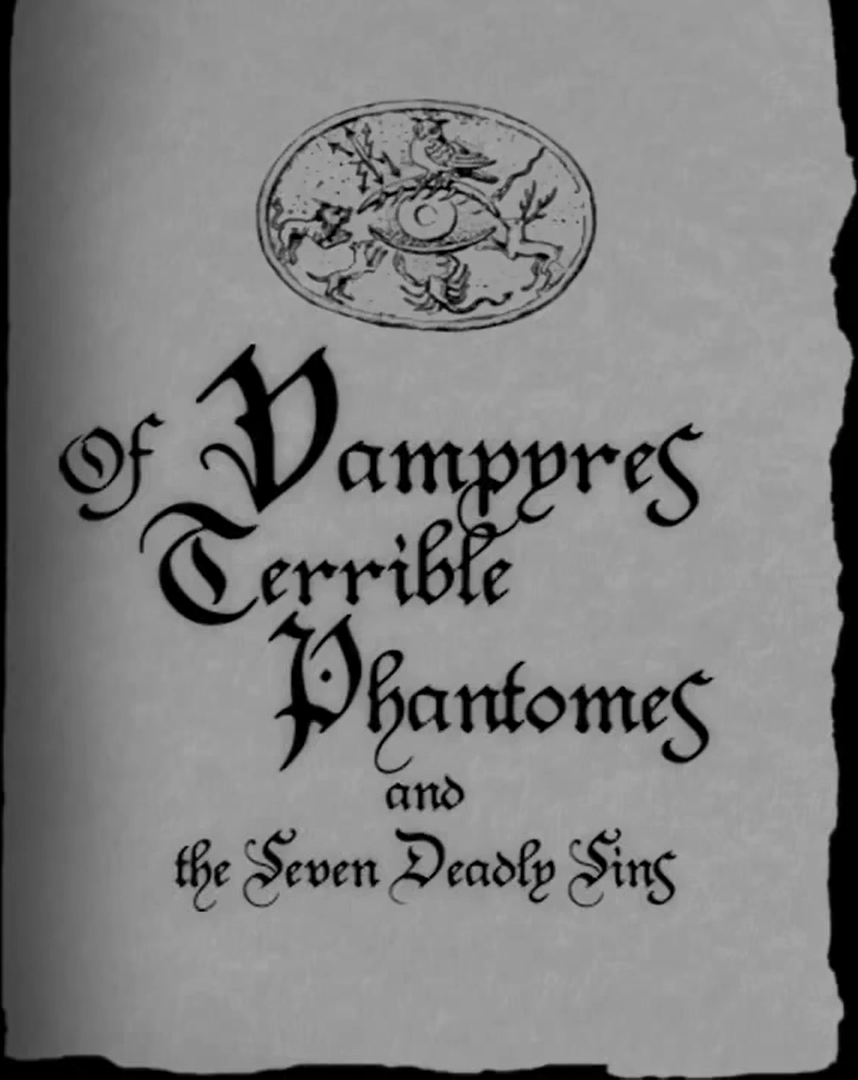 Of Vampyres
Terrible
Phantomes
and
the Seven Deadly Sins